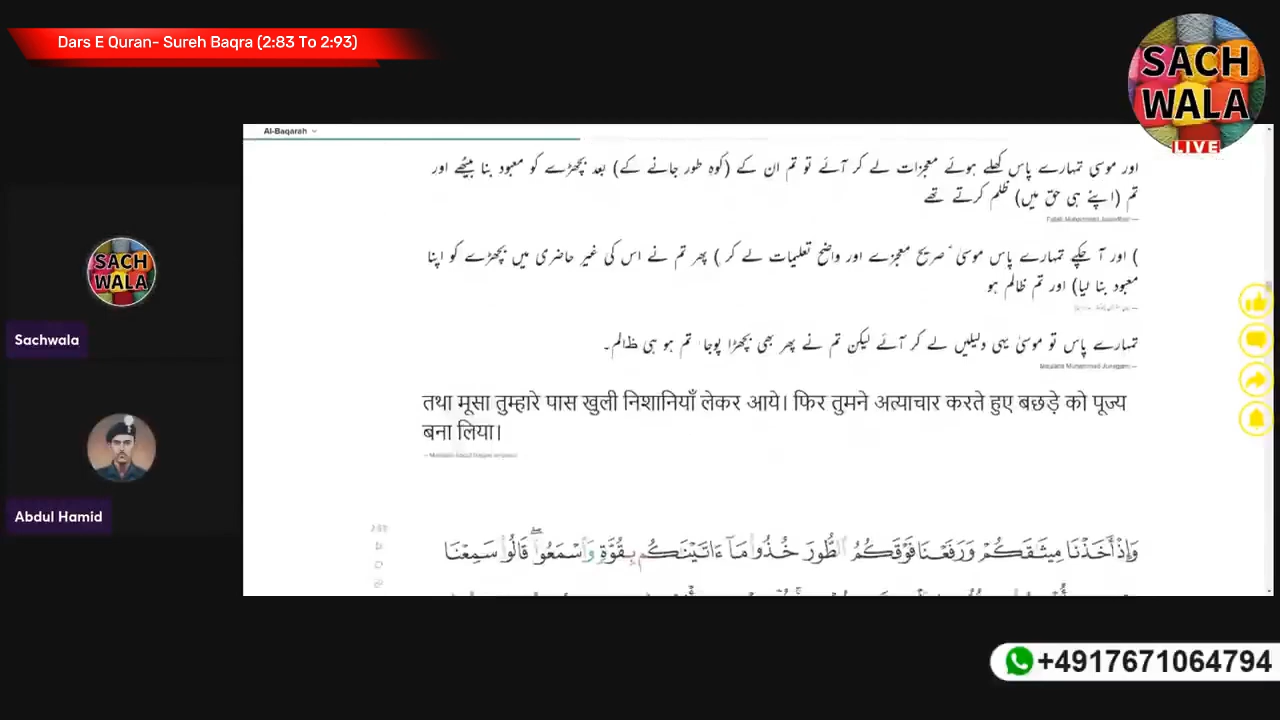 Dars E Quran- Sureh Baqra (2:83 To 2:93)
SACH
WALA
LIVE
Al-Baqarah
اور موسیٰ تمہارے پاس کھلے ہوئے معجزات لے کر آئے تو تم ان کے (کوہِ طور جانے کے) بعد بچھڑے کو معبود بنا بیٹھے اور
تم (اپنے ہی حق میں) ظلم کرتے تھے
) اور آ چکے تمہارے پاس موسیٰ ؑ صریح معجزے اور واضح تعلیمات لے کر ) پھر تم نے اس کی غیر حاضری میں بچھڑے کو اپنا
معبود بنا لیا) اور تم ظالم ہو
تمہارے پاس تو موسیٰ یہی دلیلیں لے کر آئے لیکن تم نے پھر بھی بچھڑا پوجا تم ہو ہی ظالم۔
Maulana Muhammad Junagarhi —
तथा मूसा तुम्हारे पास खुली निशानियाँ लेकर आये। फिर तुमने अत्याचार करते हुए बछड़े को पूज्य
बना लिया।
وَإِذْ أَخَذْنَا مِيثَـٰقَكُمْ وَرَفَعْنَا فَوْقَكُمُ ٱلطُّورَ خُذُوا۟ مَآ ءَاتَيْنَـٰكُم بِقُوَّةٍ وَٱسْمَعُوا۟ ۖ قَالُوا۟ سَمِعْنَا
SACH
WALA
Sachwala
Abdul Hamid
+4917671064794